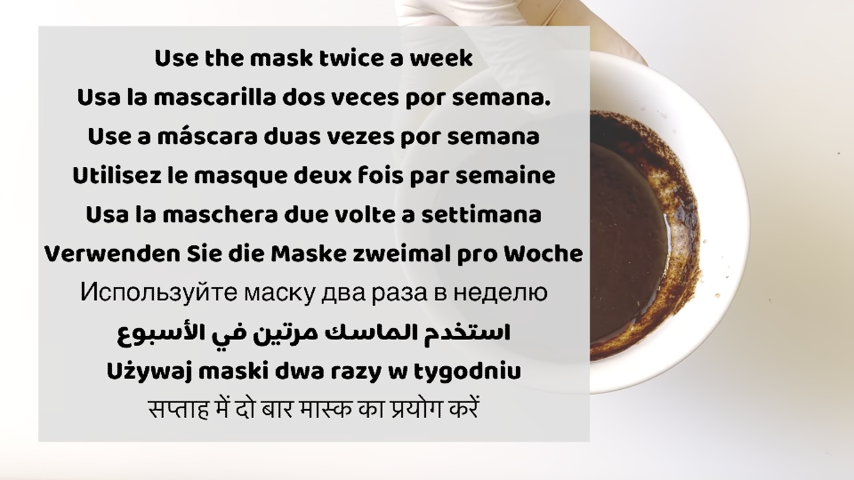 Use the mask twice a week
Usa la mascarilla dos veces por semana.
Use a máscara duas vezes por semana
Utilisez le masque deux fois par semaine
Usa la maschera due volte a settimana
Verwenden Sie die Maske zweimal pro Woche
Используйте маску два раза в неделю
استخدم الماسك مرتين في الأسبوع
Używaj maski dwa razy w tygodniu
सप्ताह में दो बार मास्क का प्रयोग करें